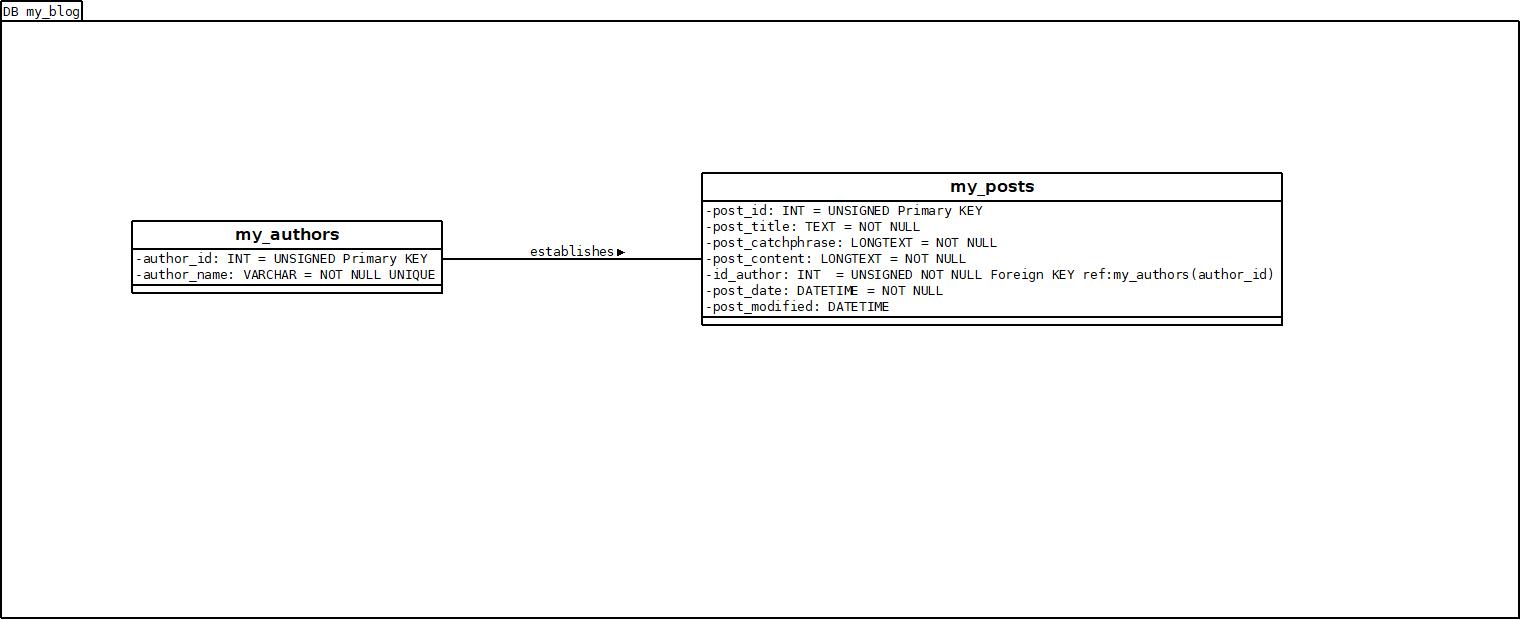 DB my_blog
my_authors
-author_id: INT = UNSIGNED Primary KEY
-author_name: VARCHAR = NOT NULL UNIQUE
establishes
my_posts
-post_id: INT = UNSIGNED Primary KEY
-post_title: TEXT = NOT NULL
-post_catchphrase: LONGTEXT = NOT NULL
-post_content: LONGTEXT = NOT NULL
-id_author: INT  = UNSIGNED NOT NULL Foreign KEY ref:my_authors(author_id)
-post_date: DATETIME = NOT NULL
-post_modified: DATETIME